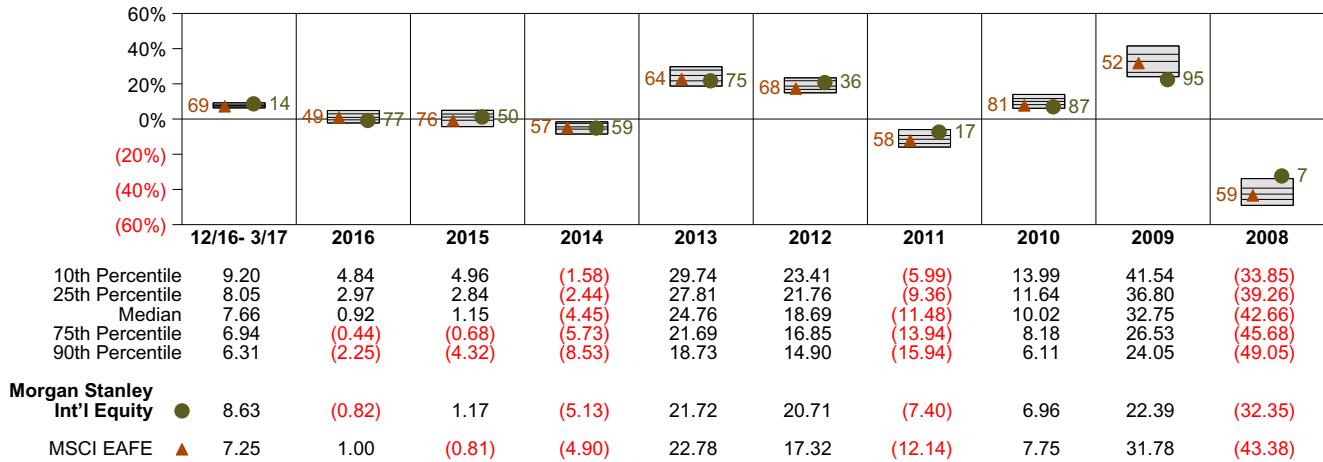 60%
40%
20%
0%
(20%)
(40%)
(60%)
69 14
49 77
76 50
57 59
64 75
68 36
58 17
81 87
52 95
59 7
12/16- 3/17 2016 2015 2014 2013 2012 2011 2010 2009 2008
10th Percentile 9.20 4.84 4.96 (1.58) 29.74 23.41 (5.99) 13.99 41.54 (33.85)
25th Percentile 8.05 2.97 2.84 (2.44) 27.81 21.76 (9.36) 11.64 36.80 (39.26)
Median 7.66 0.92 1.15 (4.45) 24.76 18.69 (11.48) 10.02 32.75 (42.66)
75th Percentile 6.94 (0.44) (0.68) (5.73) 21.69 16.85 (13.94) 8.18 26.53 (45.68)
90th Percentile 6.31 (2.25) (4.32) (8.53) 18.73 14.90 (15.94) 6.11 24.05 (49.05)
Morgan Stanley
Int'l Equity 8.63 (0.82) 1.17 (5.13) 21.72 20.71 (7.40) 6.96 22.39 (32.35)
MSCI EAFE 7.25 1.00 (0.81) (4.90) 22.78 17.32 (12.14) 7.75 31.78 (43.38)